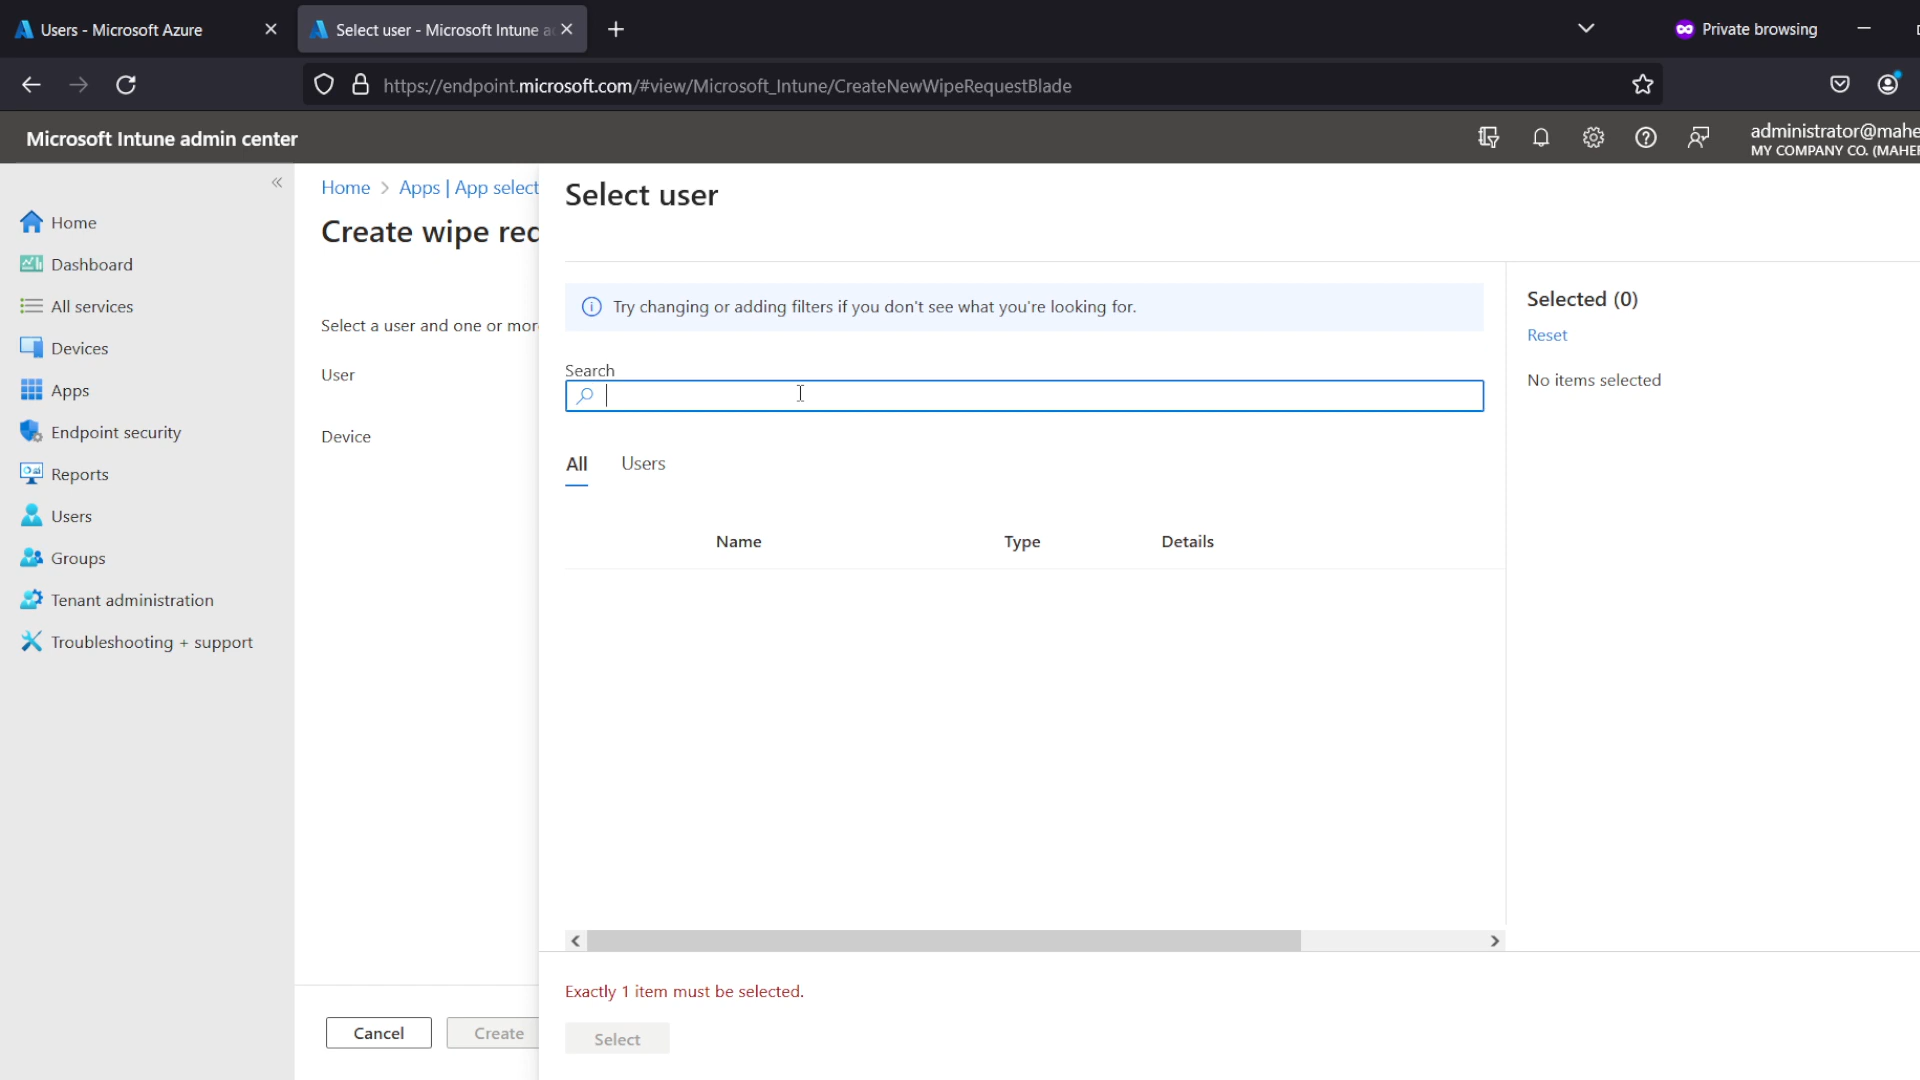 Users - Microsoft Azure
Select user - Microsoft Intune a
Private browsing
https://endpoint.microsoft.com/#view/Microsoft_Intune/CreateNewWipeRequestBlade
Microsoft Intune admin center
administrator@mahe
MY COMPANY CO. (MAHER
Home
Dashboard
All services
Devices
Apps
Endpoint security
Reports
Users
Groups
Tenant administration
Troubleshooting + support
Home > Apps | App select
Create wipe req
Select a user and one or mor
User
Device
Cancel
Create
Select user
Try changing or adding filters if you don't see what you're looking for.
Search
All Users
Name Type Details
Exactly 1 item must be selected.
Select
Selected (0)
Reset
No items selected